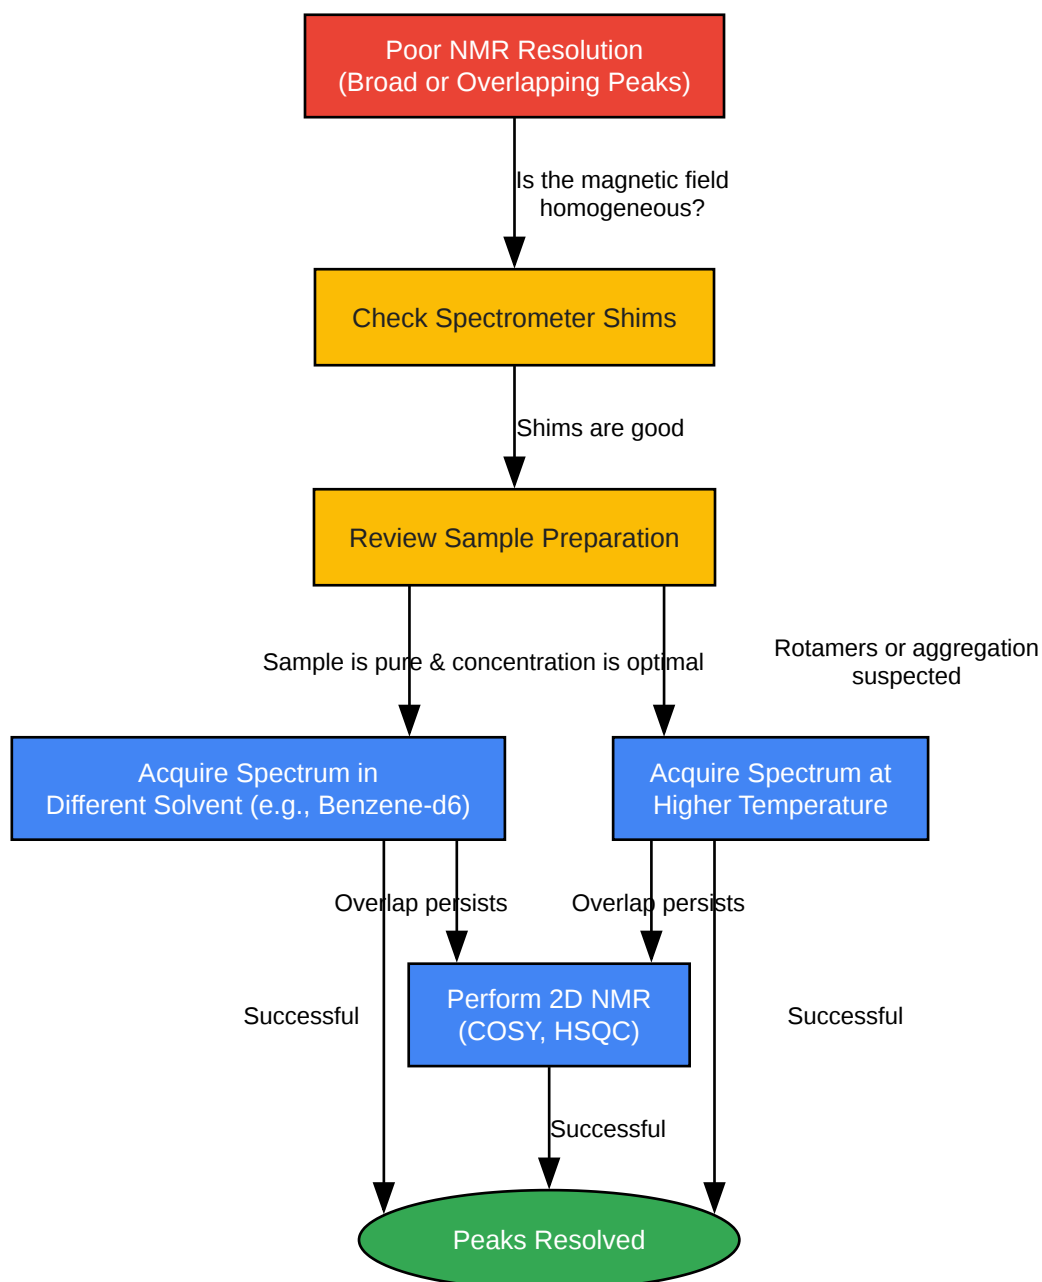 Poor NMR Resolution
(Broad or Overlapping Peaks)
Is the magnetic field
homogeneous?
Check Spectrometer Shims
Shims are good
Review Sample Preparation
Sample is pure & concentration is optimal
Rotamers or aggregation
suspected
Acquire Spectrum in
Different Solvent (e.g., Benzene-d6)
Acquire Spectrum at
Higher Temperature
Overlap persists
Overlap persists
Perform 2D NMR
(COSY, HSQC)
Successful
Successful
Successful
Peaks Resolved